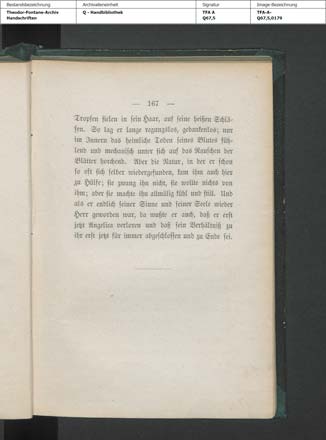 Bestandsbezeichnung Archivalieneinheit Signatur Image-Bezeichnung
Theodor-Fontane-Archiv Q - Handbibliothek TFA A TFA-A-
Handschriften Q67,5 Q67,5,0179
— 167 —
Tropfen fielen in sein Haar, auf seine heißen Schlä-
fen. So lag er lange regungslos, gedankenlos; nur
im Innern das heimliche Toben seines Blutes füh-
lend und mechanisch unter sich auf das Rauschen der
Blätter horchend. Aber die Natur, in der er schon
so oft sich selber wiedergefunden, kam ihm auch hier
zu Hülfe; sie zwang ihn nicht, sie wollte nichts von
ihm; aber sie machte ihn allmälig kühl und still. Und
als er endlich seiner Sinne und seiner Seele wieder
Herr geworden war, da wußte er auch, daß er erst
jetzt Angelica verloren und daß sein Verhältniß zu
ihr erst jetzt für immer abgeschlossen und zu Ende sei.